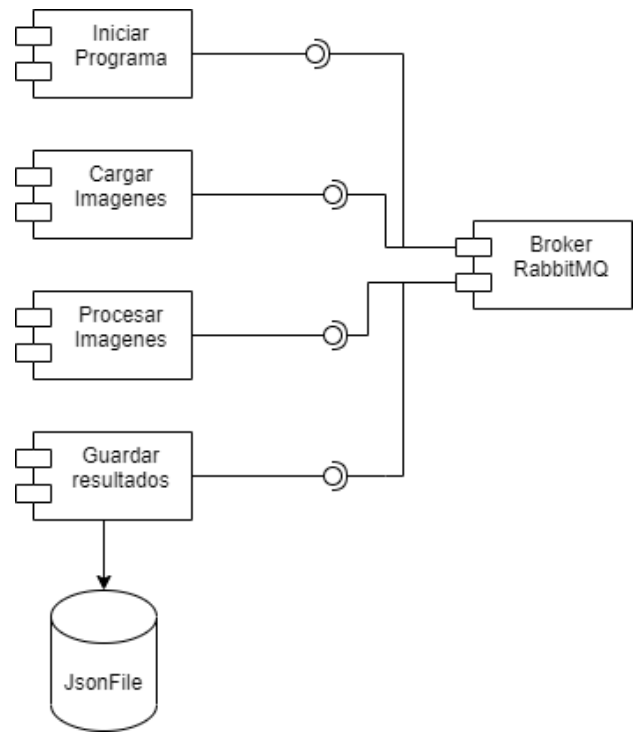 Iniciar
Programa
Cargar
Imagenes
Broker
RabbitMQ
Procesar
Imagenes
Guardar
resultados
JsonFile